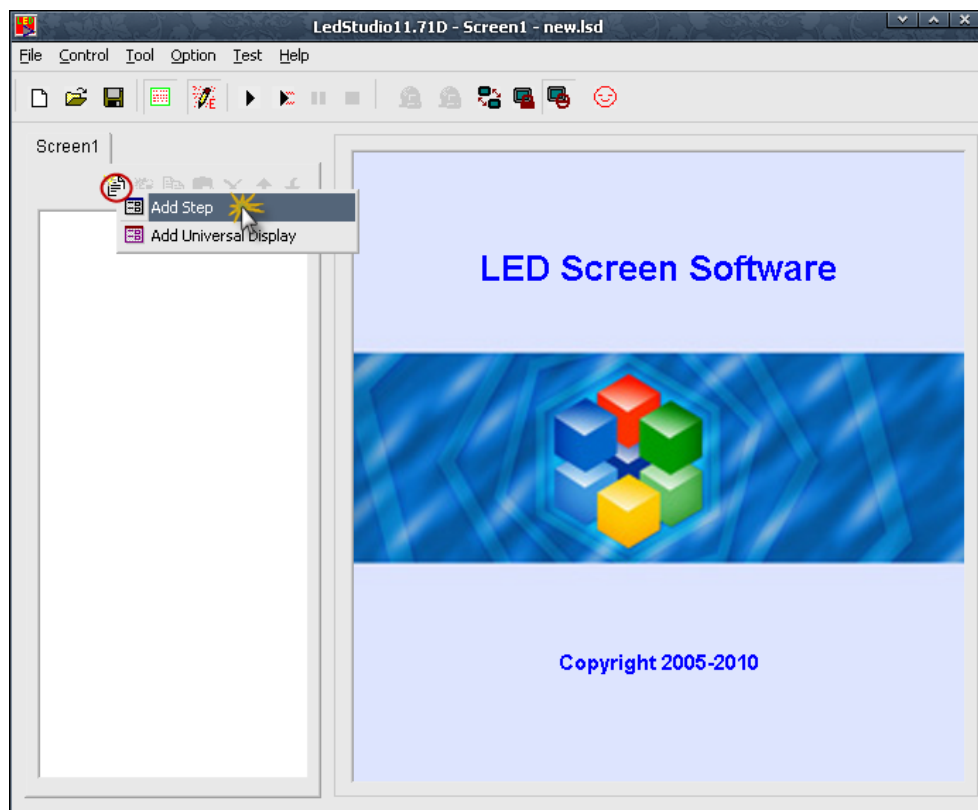 LedStudio11.71D - Screen1 - new.lsd
File Control Tool Option Test Help
Screen1
Add Step
Add Universal Display
LED Screen Software
Copyright 2005-2010